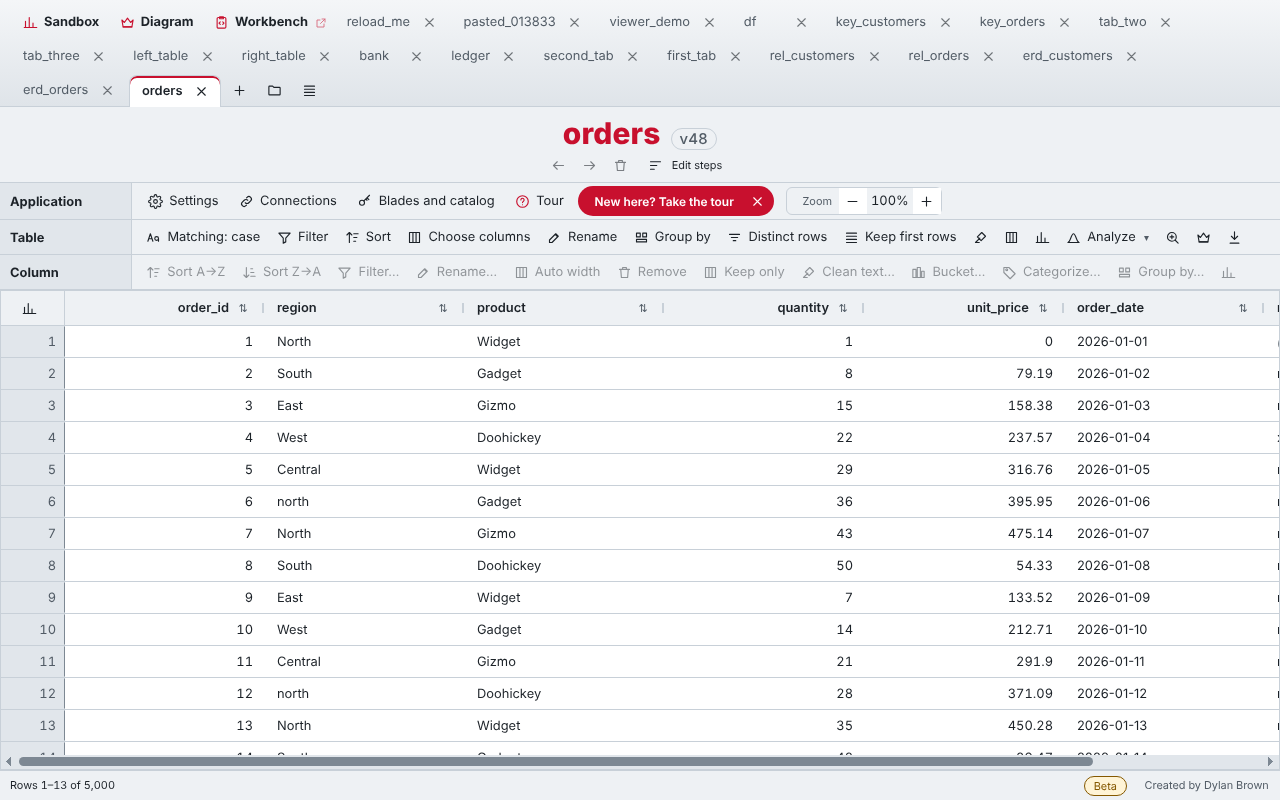 Sandbox Diagram Workbench reload_me pasted_013833 viewer_demo df key_customers key_orders tab_two
tab_three left_table right_table bank ledger second_tab first_tab rel_customers rel_orders erd_customers
erd_orders orders
orders v48
Edit steps
Application Settings Connections Blades and catalog Tour New here? Take the tour Zoom 100%
Table Matching: case Filter Sort Choose columns Rename Group by Distinct rows Keep first rows Analyze
Column Sort A→Z Sort Z→A Filter... Rename... Auto width Remove Keep only Clean text... Bucket... Categorize... Group by...
order_id region product quantity unit_price order_date
1 1 North Widget 1 0 2026-01-01
2 2 South Gadget 8 79.19 2026-01-02
3 3 East Gizmo 15 158.38 2026-01-03
4 4 West Doohickey 22 237.57 2026-01-04
5 5 Central Widget 29 316.76 2026-01-05
6 6 north Gadget 36 395.95 2026-01-06
7 7 North Gizmo 43 475.14 2026-01-07
8 8 South Doohickey 50 54.33 2026-01-08
9 9 East Widget 7 133.52 2026-01-09
10 10 West Gadget 14 212.71 2026-01-10
11 11 Central Gizmo 21 291.9 2026-01-11
12 12 north Doohickey 28 371.09 2026-01-12
13 13 North Widget 35 450.28 2026-01-13
Rows 1–13 of 5,000 Beta Created by Dylan Brown